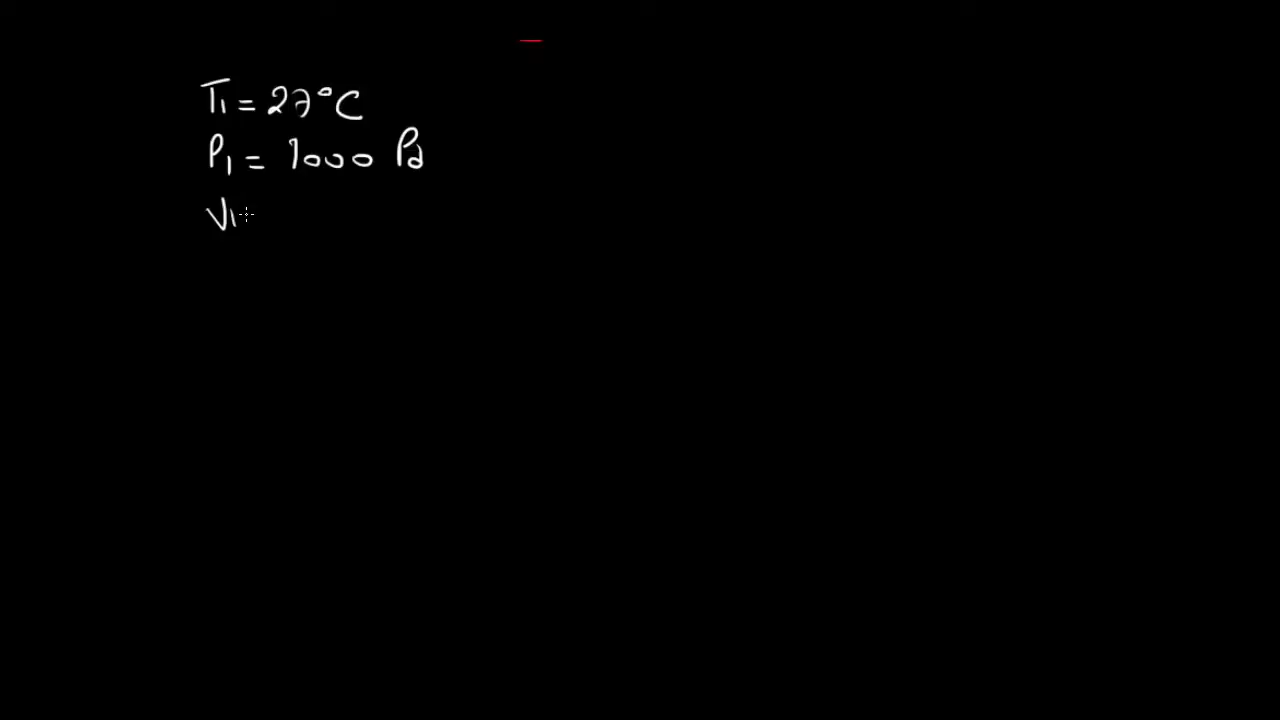 T₁ = 27°C
P₁ = 1000 Pa
V₁